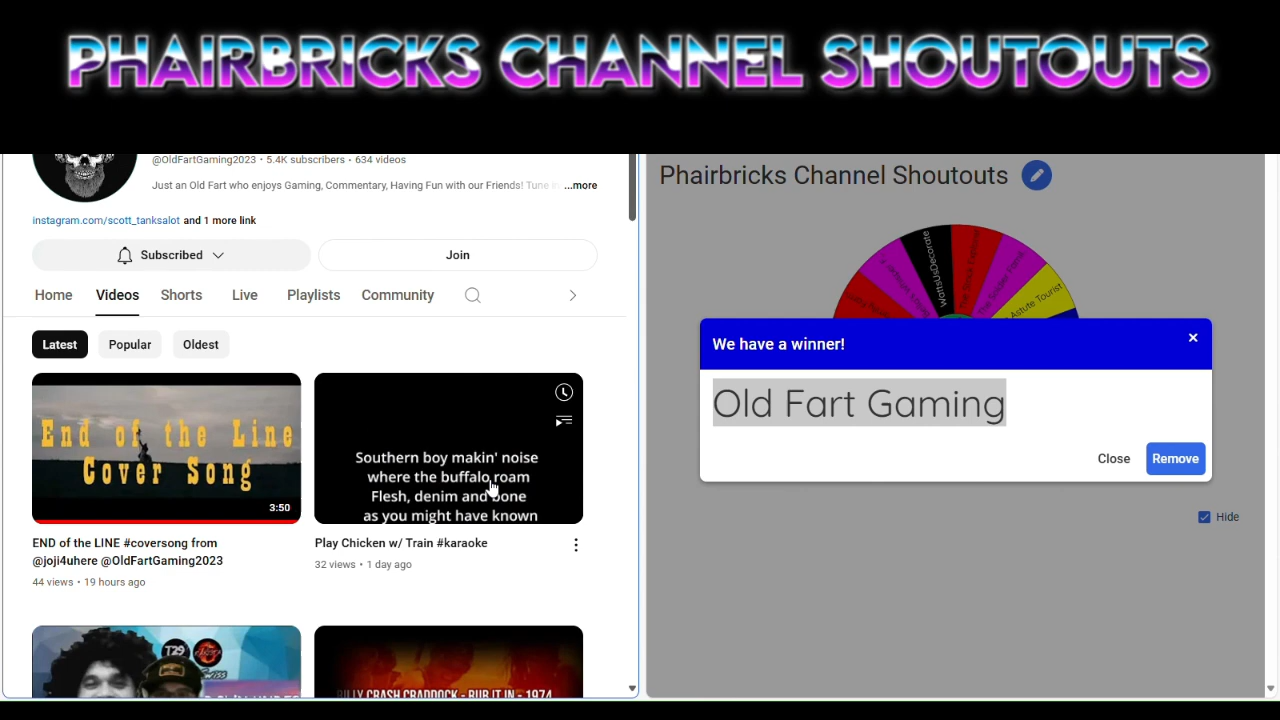 PHAIRBRICKS CHANNEL SHOUTOUTS
@OldFartGaming2023 • 5.4K subscribers • 634 videos
Just an Old Fart who enjoys Gaming, Commentary, Having Fun with our Friends! Tune in ...more
instagram.com/scott_tanksalot and 1 more link
Subscribed
Join
Home
Videos
Shorts
Live
Playlists
Community
Latest
Popular
Oldest
End of the Line
Cover Song
3:50
END of the LINE #coversong from
@joji4uhere @OldFartGaming2023
44 views • 19 hours ago
Southern boy makin' noise
where the buffalo roam
Flesh, denim and bone
as you might have known
Play Chicken w/ Train #karaoke
32 views • 1 day ago
T29
BILLY CRASH CRADDOCK - RUB IT IN - 1974
Phairbricks Channel Shoutouts
WottsUsDecorate
Astute Tourist
We have a winner!
×
Old Fart Gaming
Close
Remove
Hide